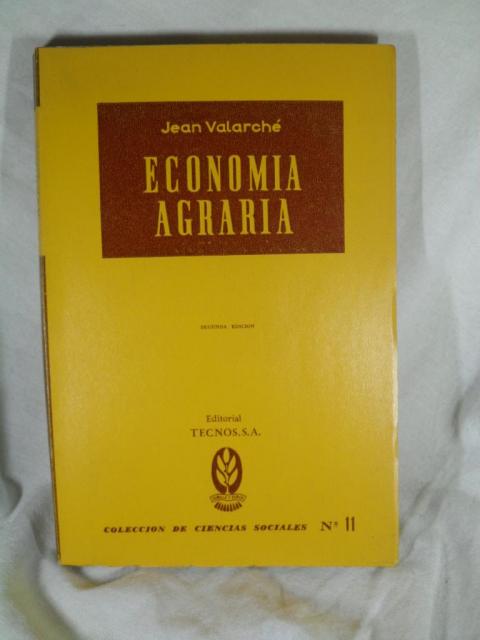 Jean Valarché
ECONOMIA
AGRARIA
SEGUNDA EDICION
Editorial
TECNOS, S.A.
COLECCION DE CIENCIAS SOCIALES Nº 11